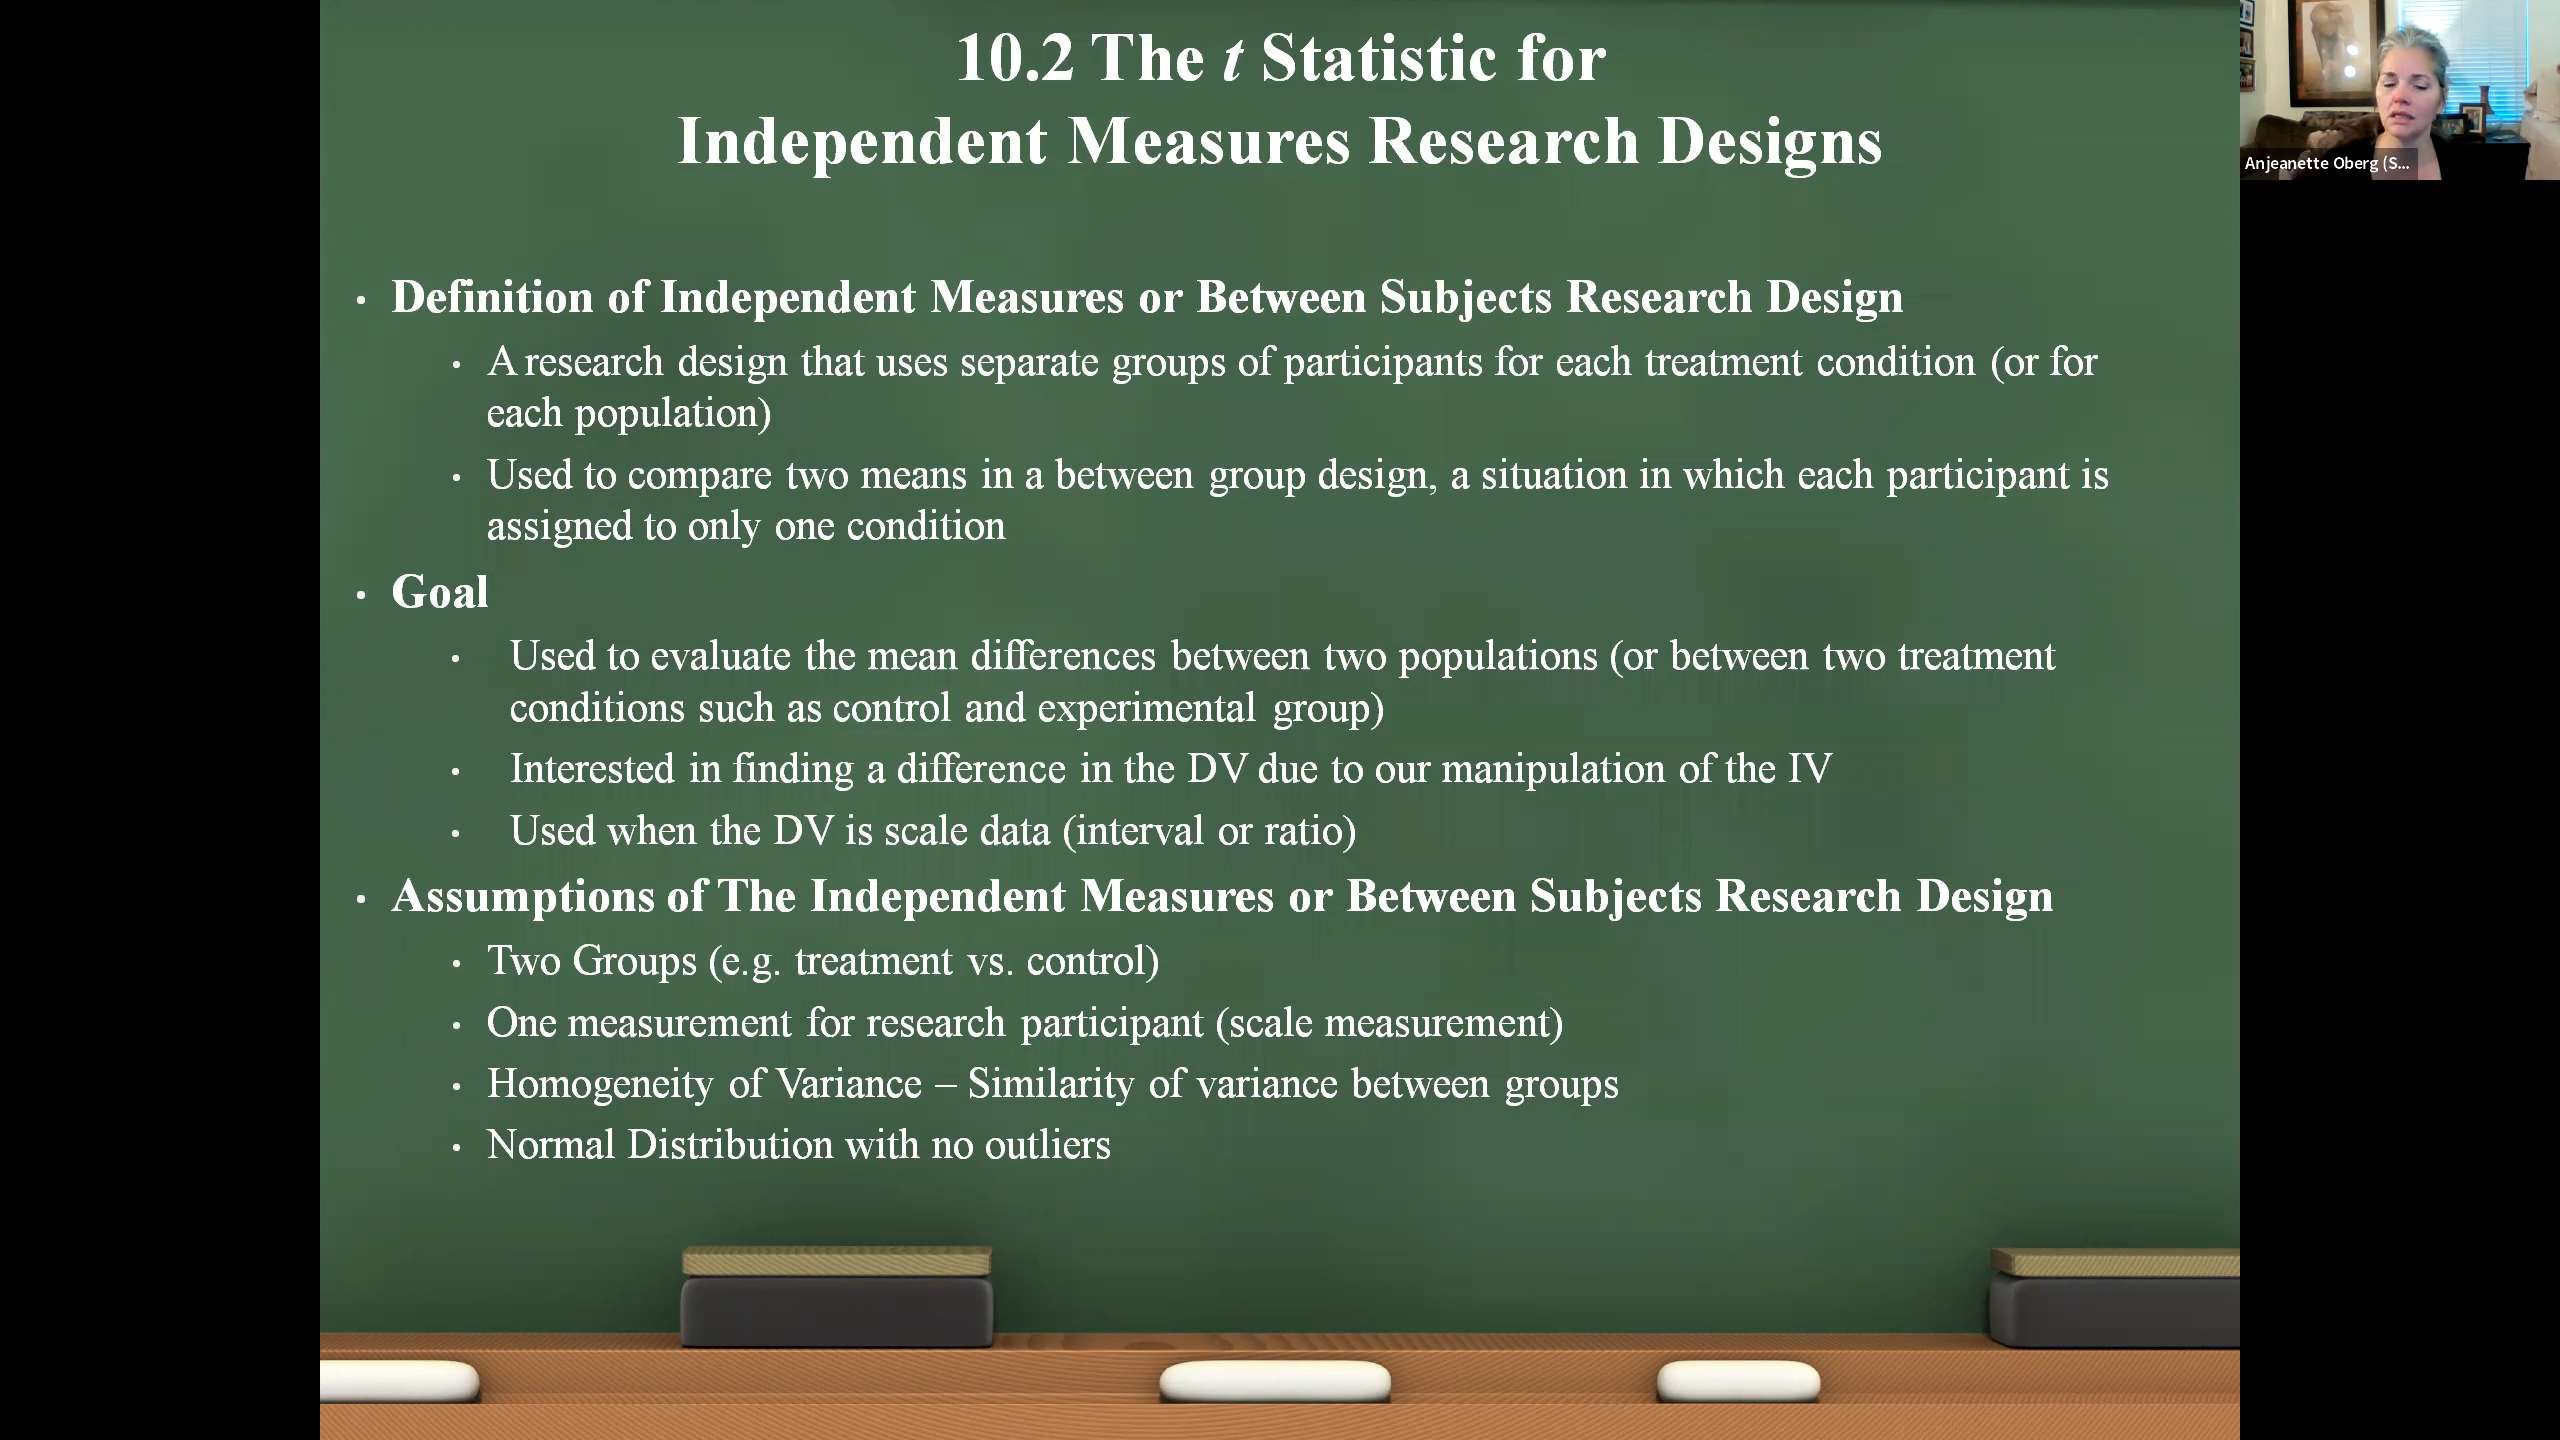 10.2 The t Statistic for
Independent Measures Research Designs
Anjeanette Oberg (S...
• Definition of Independent Measures or Between Subjects Research Design
• A research design that uses separate groups of participants for each treatment condition (or for
each population)
• Used to compare two means in a between group design, a situation in which each participant is
assigned to only one condition
• Goal
• Used to evaluate the mean differences between two populations (or between two treatment
conditions such as control and experimental group)
• Interested in finding a difference in the DV due to our manipulation of the IV
• Used when the DV is scale data (interval or ratio)
• Assumptions of The Independent Measures or Between Subjects Research Design
• Two Groups (e.g. treatment vs. control)
• One measurement for research participant (scale measurement)
• Homogeneity of Variance – Similarity of variance between groups
• Normal Distribution with no outliers